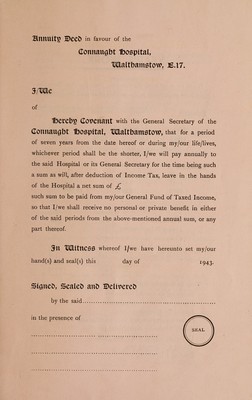 Annuity Deed in favour of the
Connaught Hospital,
Walthamstow, E.17.
I/We
of
Hereby Covenant with the General Secretary of the
Connaught Hospital, Walthamstow, that for a period
of seven years from the date hereof or during my/our life/lives,
whichever period shall be the shorter, I/we will pay annually to
the said Hospital or its General Secretary for the time being such
a sum as will, after deduction of Income Tax, leave in the hands
of the Hospital a net sum of £
such sum to be paid from my/our General Fund of Taxed Income,
so that I/we shall receive no personal or private benefit in either
of the said periods from the above-mentioned annual sum, or any
part thereof.
In Witness whereof I/we have hereunto set my/our
hand(s) and seal(s) this day of 1943.
Signed, Sealed and Delivered
by the said
in the presence of
SEAL